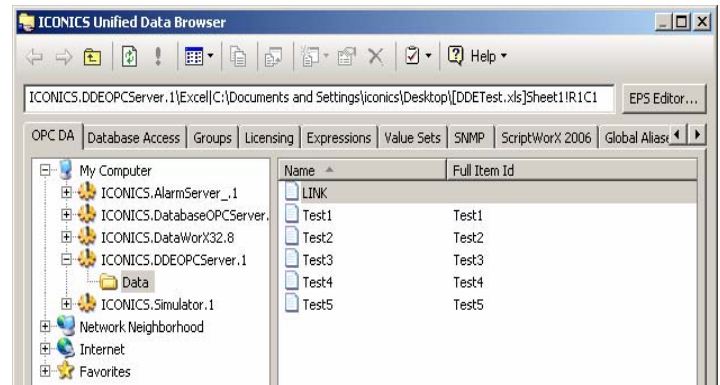 ICONICS Unified Data Browser
Help
ICONICS.DDEOPCServer.1\Excel|C:\Documents and Settings\iconics\Desktop\[DDETest.xls]Sheet1!R1C1 EPS Editor...
OPC DA Database Access Groups Licensing Expressions Value Sets SNMP ScriptWorX 2006 Global Aliase
My Computer Name Full Item Id
ICONICS.AlarmServer_.1 LINK
ICONICS.DatabaseOPCServer. Test1 Test1
ICONICS.DataWorX32.8 Test2 Test2
ICONICS.DDEOPCServer.1 Test3 Test3
Data Test4 Test4
ICONICS.Simulator.1 Test5 Test5
Network Neighborhood
Internet
Favorites